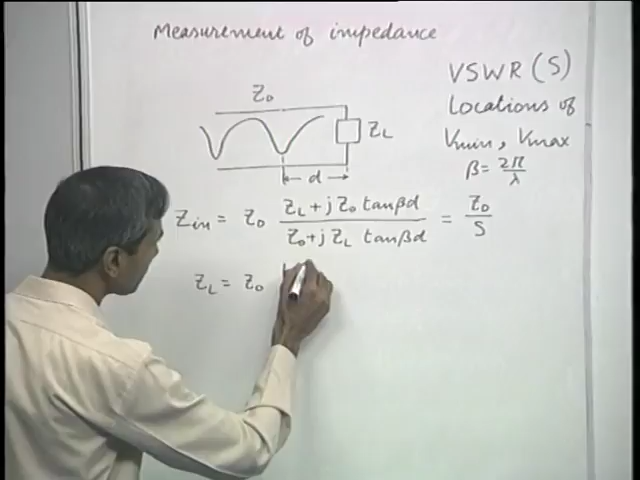 Measurement of impedance
VSWR (S)
Locations of
Vmin, Vmax
β = 2π/λ
Z0
ZL
d
Zin = Z0 (ZL + j Z0 tanβd)/(Z0 + j ZL tanβd) = Z0/S
ZL = Z0